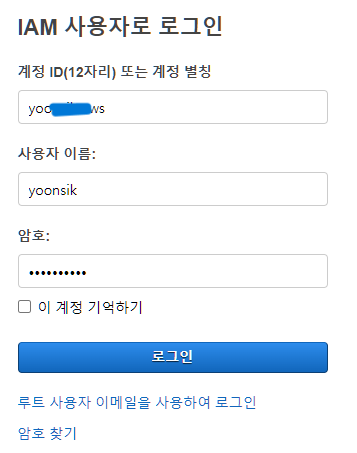 IAM 사용자로 로그인
계정 ID(12자리) 또는 계정 별칭
사용자 이름:
yoonsik
암호:
••••••••••
이 계정 기억하기
로그인
루트 사용자 이메일을 사용하여 로그인
암호 찾기